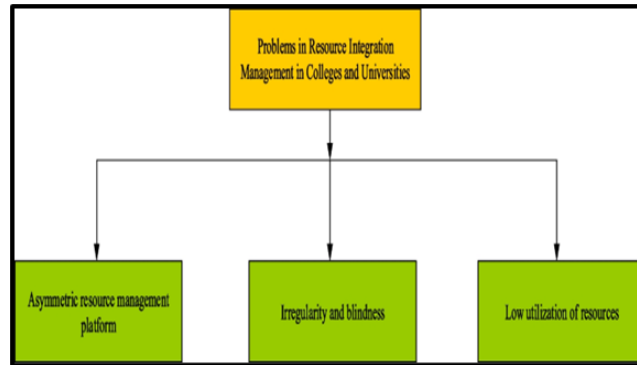 Problems in Resource Integration
Management in Colleges and Universities
Asymmetric resource management
platform
Irregularity and blindness
Low utilization of resources